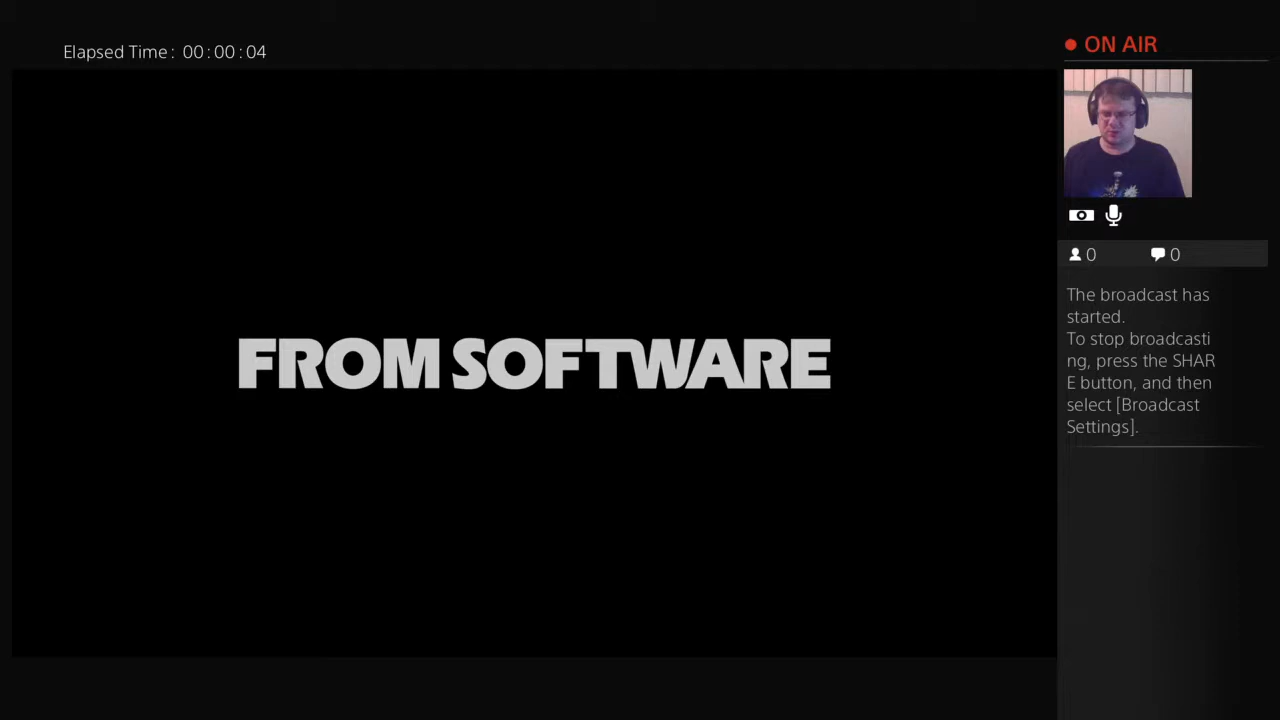 Elapsed Time: 00:00:04
ON AIR
FROM SOFTWARE
0 0
The broadcast has
started.
To stop broadcasti
ng, press the SHAR
E button, and then
select [Broadcast
Settings].